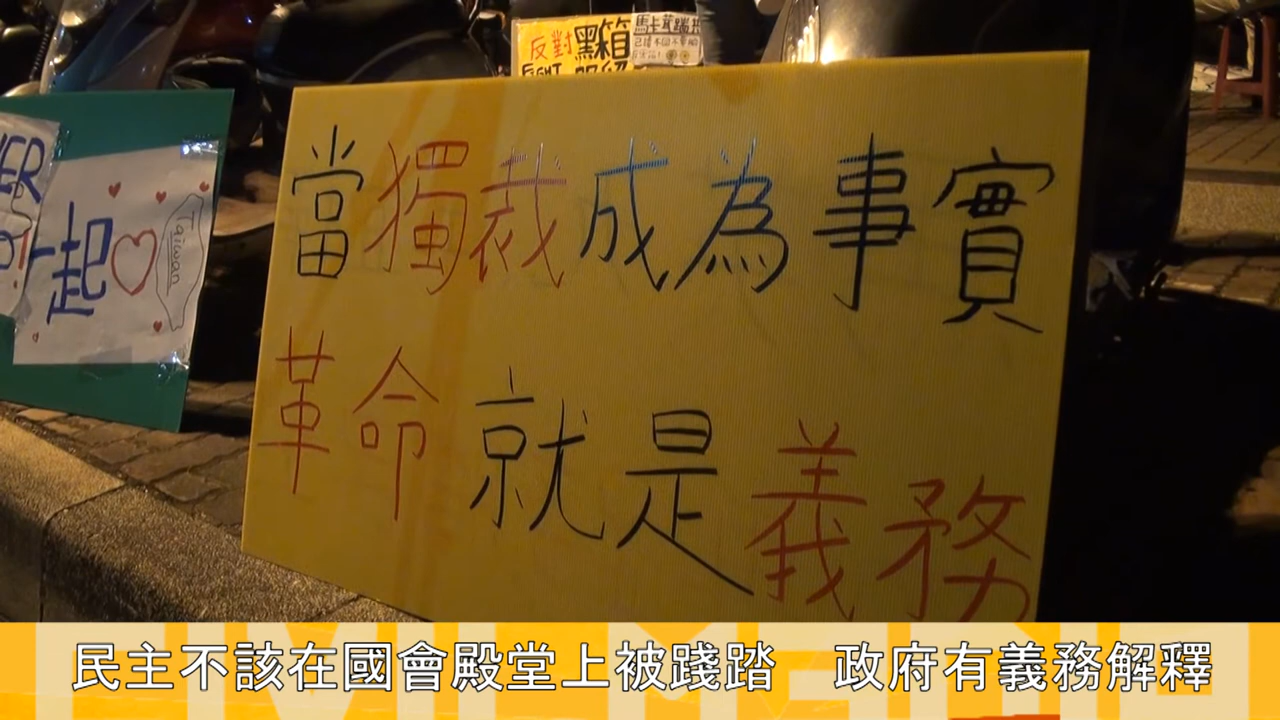 反對黑箱
當獨裁成為事實
革命就是義務
一起
Taiwan
民主不該在國會殿堂上被踐踏 政府有義務解釋